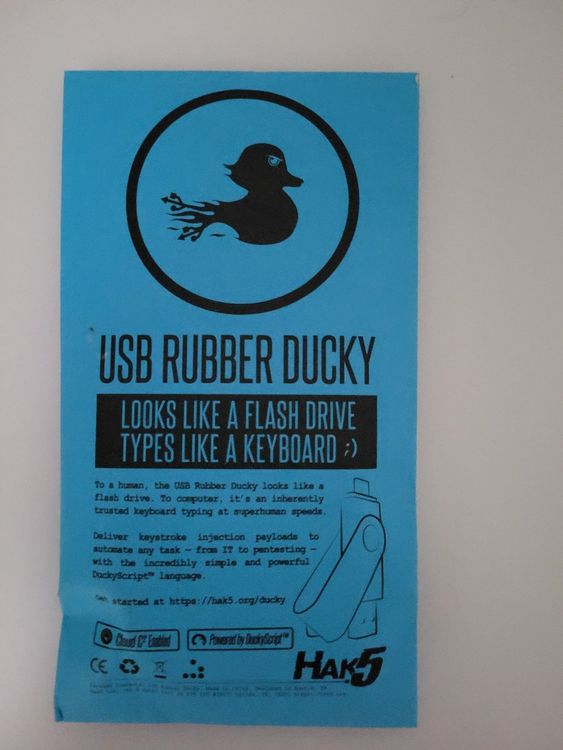 USB RUBBER DUCKY
LOOKS LIKE A FLASH DRIVE
TYPES LIKE A KEYBOARD ;)
To a human, the USB Rubber Ducky looks like a
flash drive. To computer, it's an inherently
trusted keyboard typing at superhuman speeds.
Deliver keystroke injection payloads to
automate any task — from IT to pentesting —
with the incredibly simple and powerful
DuckyScript™ language.
Get started at https://hak5.org/ducky
Cloud C² Enabled
Powered by DuckyScript™
CE
HAK5